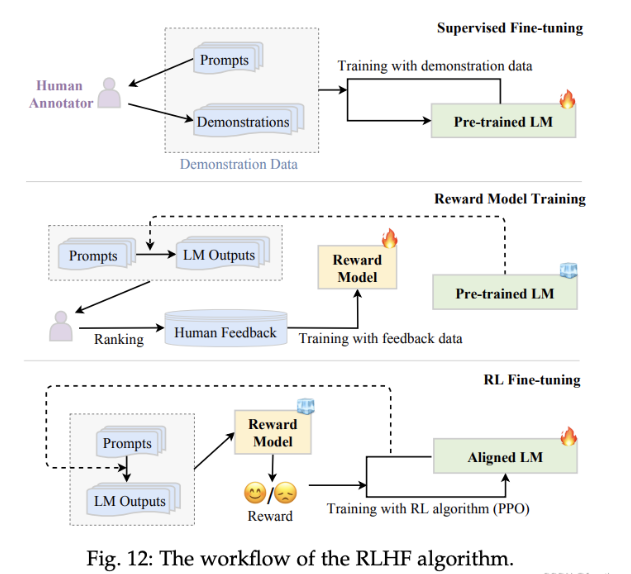 Supervised Fine-tuning
Prompts
Training with demonstration data
Human
Annotator
Demonstrations
Pre-trained LM
Demonstration Data
Reward Model Training
Prompts
LM Outputs
Reward
Model
Pre-trained LM
Human Feedback
Ranking
Training with feedback data
RL Fine-tuning
Prompts
Reward
Model
Aligned LM
LM Outputs
/
Reward
Training with RL algorithm (PPO)
Fig. 12: The workflow of the RLHF algorithm.